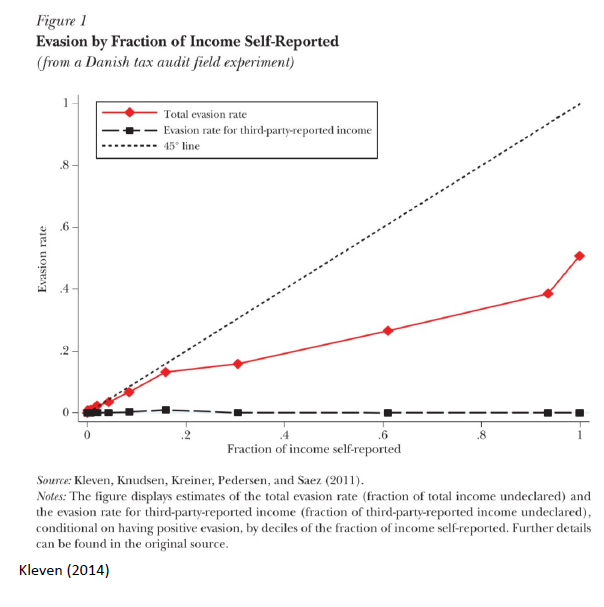 Figure 1
Evasion by Fraction of Income Self-Reported
(from a Danish tax audit field experiment)
1
Total evasion rate
Evasion rate for third-party-reported income
45° line
.8
.6
Evasion rate
.4
.2
0
0 .2 .4 .6 .8 1
Fraction of income self-reported
Source: Kleven, Knudsen, Kreiner, Pedersen, and Saez (2011).
Notes: The figure displays estimates of the total evasion rate (fraction of total income undeclared) and
the evasion rate for third-party-reported income (fraction of third-party-reported income undeclared),
conditional on having positive evasion, by deciles of the fraction of income self-reported. Further details
can be found in the original source.
Kleven (2014)